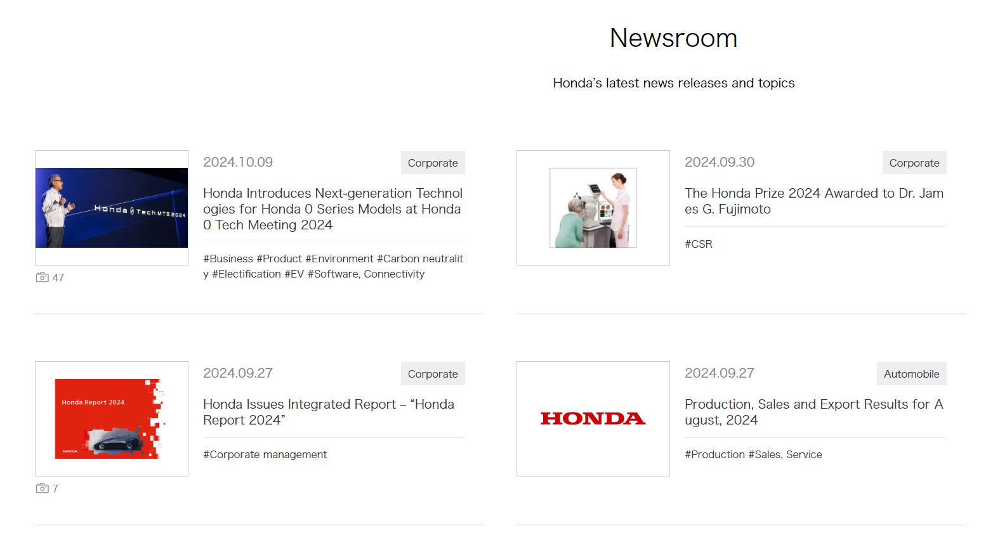 Newsroom
Honda’s latest news releases and topics
Honda 0 Tech MTG 2024
47
2024.10.09
Corporate
Honda Introduces Next-generation Technol
ogies for Honda 0 Series Models at Honda
0 Tech Meeting 2024
#Business #Product #Environment #Carbon neutralit
y #Electification #EV #Software, Connectivity
2024.09.30
Corporate
The Honda Prize 2024 Awarded to Dr. Jam
es G. Fujimoto
#CSR
Honda Report 2024
HONDA
7
2024.09.27
Corporate
Honda Issues Integrated Report – “Honda
Report 2024”
#Corporate management
HONDA
2024.09.27
Automobile
Production, Sales and Export Results for A
ugust, 2024
#Production #Sales, Service